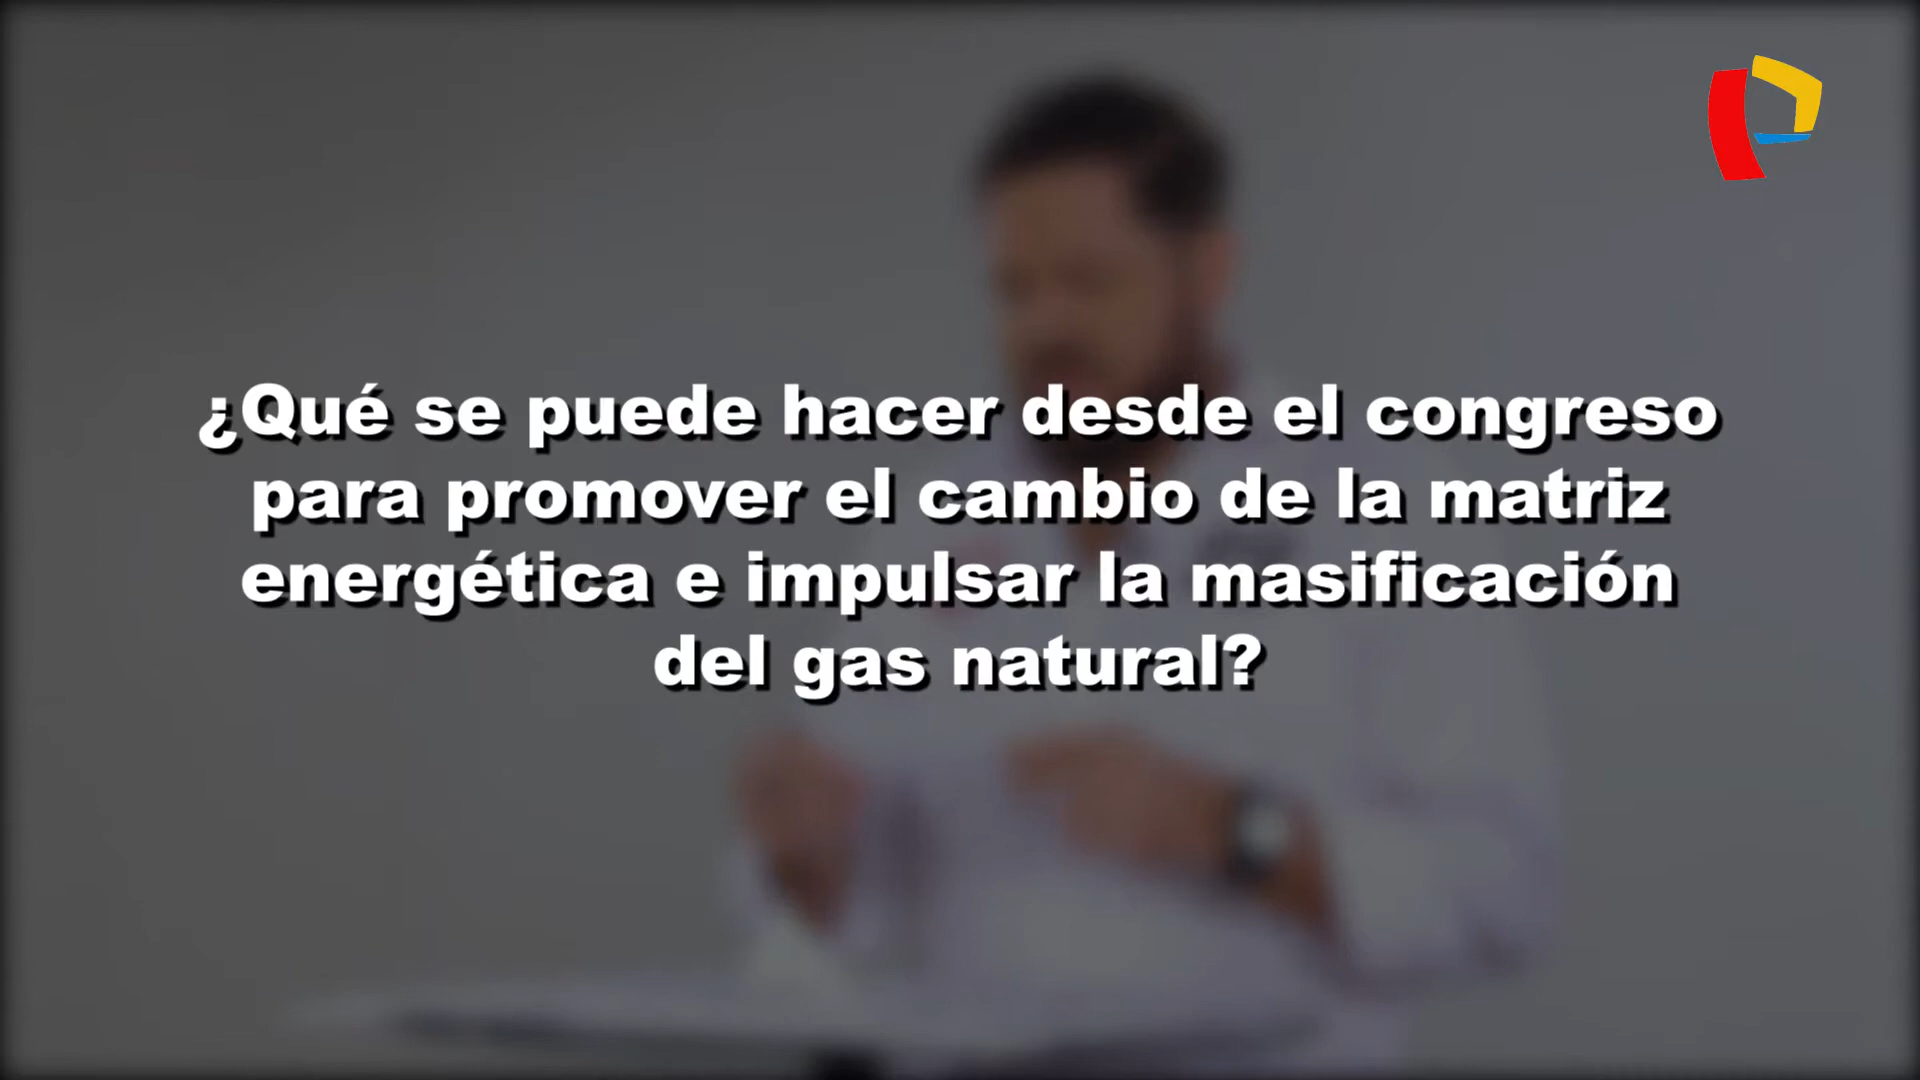 ¿Qué se puede hacer desde el congreso
para promover el cambio de la matriz
energética e impulsar la masificación
del gas natural?